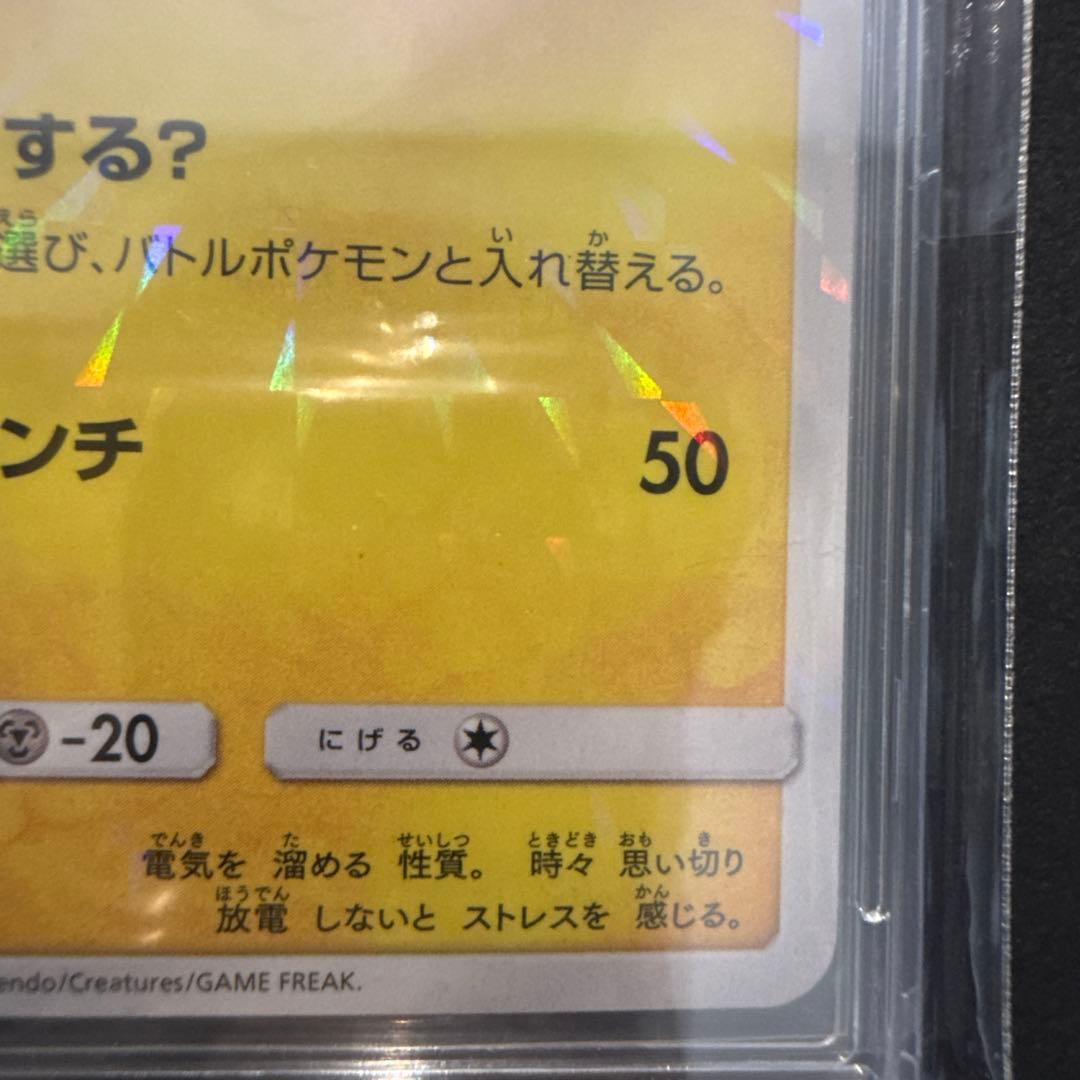 する?
選び、バトルポケモンと入れ替える。
ンチ 50
-20 にげる
電気を 溜める 性質。 時々 思い切り
放電 しないと ストレスを 感じる。
endo/Creatures/GAME FREAK.